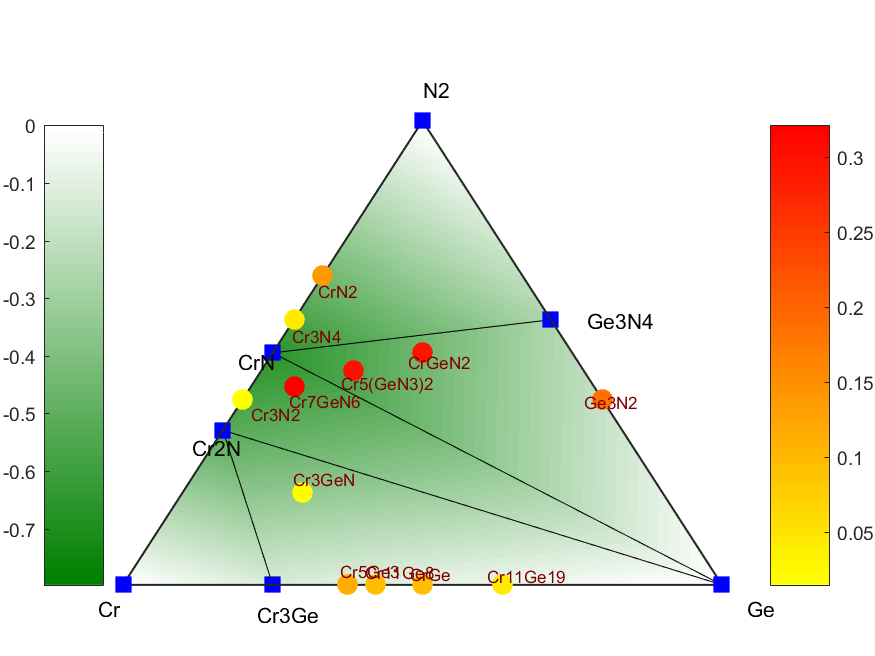 N2
0
-0.1
-0.2
-0.3
-0.4
-0.5
-0.6
-0.7
0.3
0.25
0.2
0.15
0.1
0.05
CrN2
Cr3N4
Ge3N4
CrN
CrGeN2
Cr5(GeN3)2
Cr7GeN6
Ge3N2
Cr3N2
Cr2N
Cr3GeN
Cr5Ge3
Cr11Ge8
CrGe
Cr11Ge19
Cr
Cr3Ge
Ge